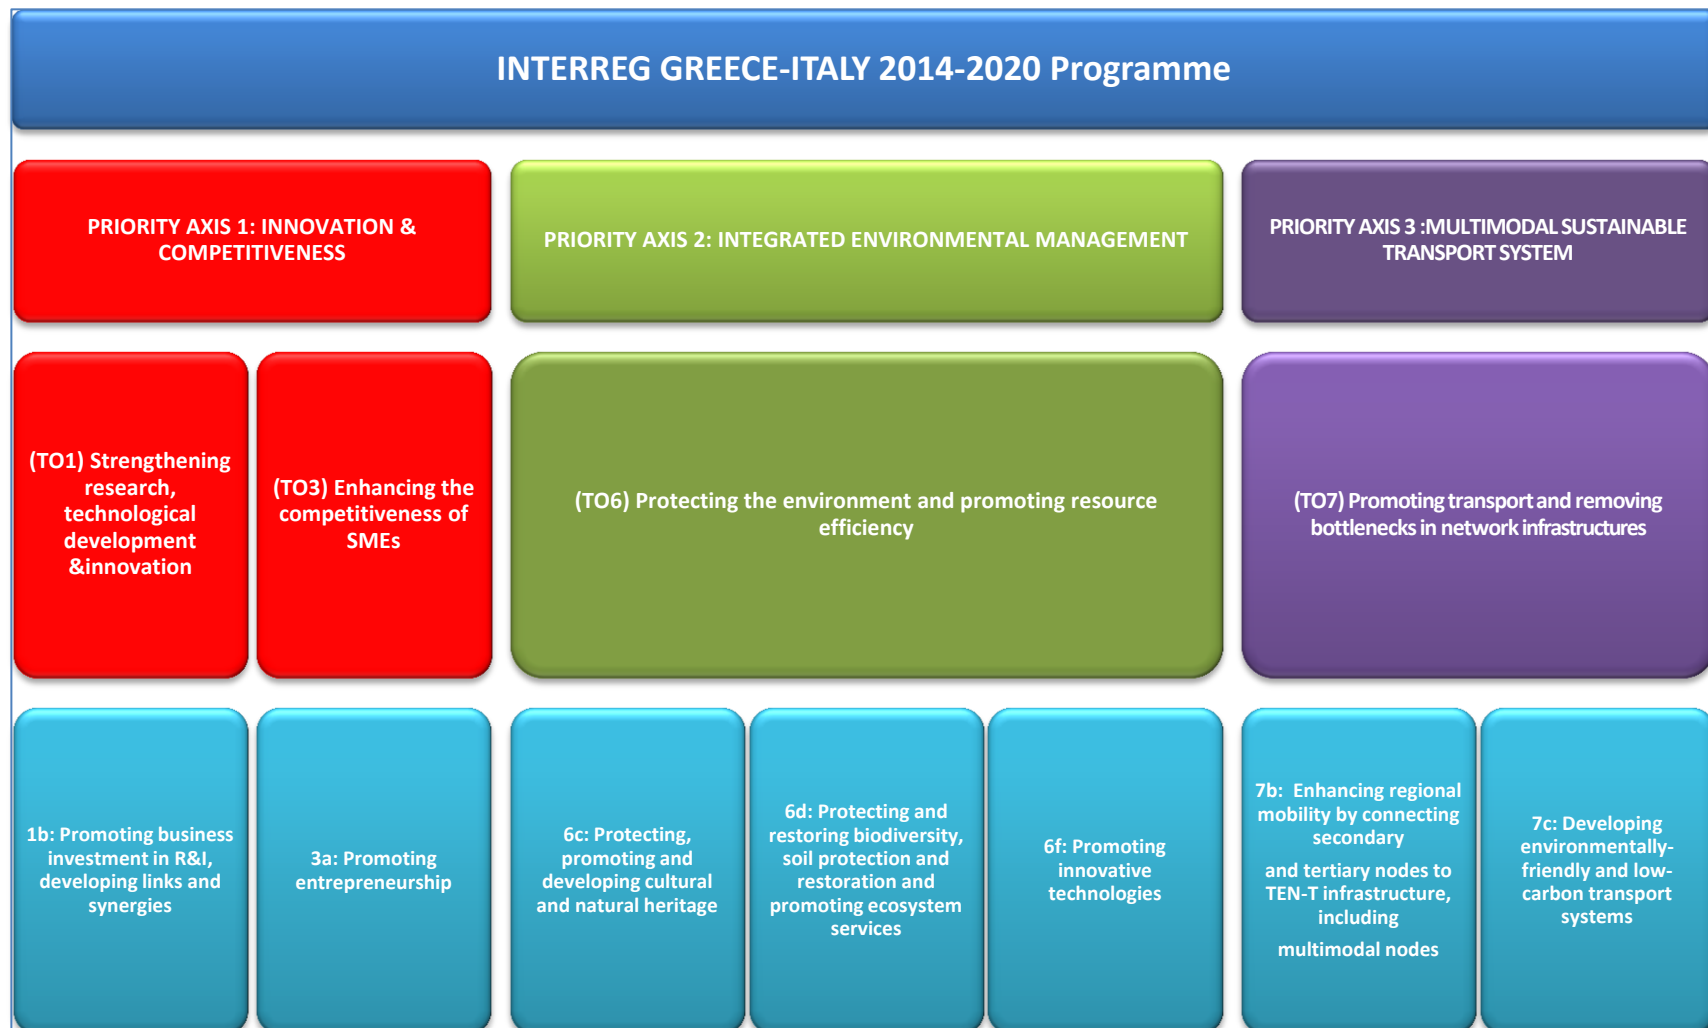 INTERREG GREECE-ITALY 2014-2020 Programme
PRIORITY AXIS 1: INNOVATION &
COMPETITIVENESS
PRIORITY AXIS 2: INTEGRATED ENVIRONMENTAL MANAGEMENT
PRIORITY AXIS 3 :MULTIMODAL SUSTAINABLE
TRANSPORT SYSTEM
(TO1) Strengthening
research,
technological
development
&innovation
(TO3) Enhancing the
competitiveness of
SMEs
(TO6) Protecting the environment and promoting resource
efficiency
(TO7) Promoting transport and removing
bottlenecks in network infrastructures
1b: Promoting business
investment in R&I,
developing links and
synergies
3a: Promoting
entrepreneurship
6c: Protecting,
promoting and
developing cultural
and natural heritage
6d: Protecting and
restoring biodiversity,
soil protection and
restoration and
promoting ecosystem
services
6f: Promoting
innovative
technologies
7b: Enhancing regional
mobility by connecting
secondary
and tertiary nodes to
TEN-T infrastructure,
including
multimodal nodes
7c: Developing
environmentally-
friendly and low-
carbon transport
systems